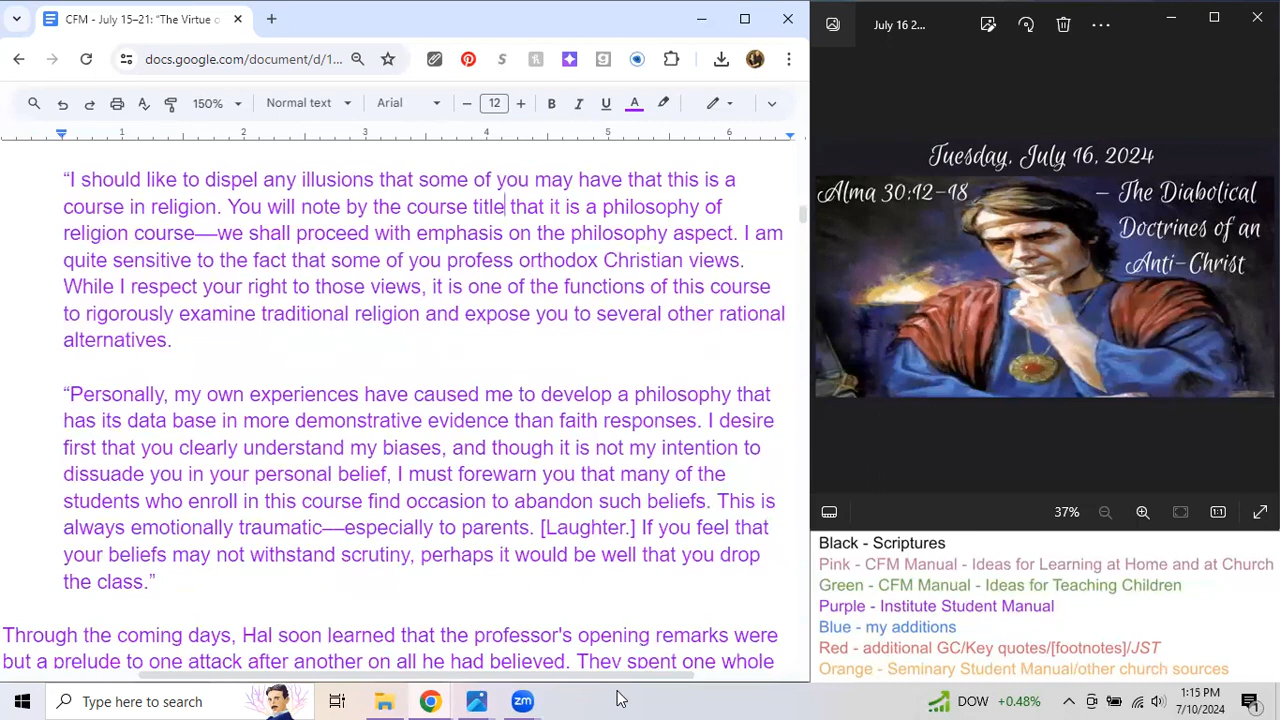 CFM - July 15–21: “The Virtue o
docs.google.com/document/d/1...
150%
Normal text
Arial
12
1 2 3 4 5 6
“I should like to dispel any illusions that some of you may have that this is a
course in religion. You will note by the course title that it is a philosophy of
religion course—we shall proceed with emphasis on the philosophy aspect. I am
quite sensitive to the fact that some of you profess orthodox Christian views.
While I respect your right to those views, it is one of the functions of this course
to rigorously examine traditional religion and expose you to several other rational
alternatives.
“Personally, my own experiences have caused me to develop a philosophy that
has its data base in more demonstrative evidence than faith responses. I desire
first that you clearly understand my biases, and though it is not my intention to
dissuade you in your personal belief, I must forewarn you that many of the
students who enroll in this course find occasion to abandon such beliefs. This is
always emotionally traumatic—especially to parents. [Laughter.] If you feel that
your beliefs may not withstand scrutiny, perhaps it would be well that you drop
the class.”
Through the coming days, Hal soon learned that the professor's opening remarks were
but a prelude to one attack after another on all he had believed. They spent one whole
July 16 2...
Tuesday, July 16, 2024
Alma 30:12-18 – The Diabolical
Doctrines of an
Anti-Christ
37%
1:1
Black - Scriptures
Pink - CFM Manual - Ideas for Learning at Home and at Church
Green - CFM Manual - Ideas for Teaching Children
Purple - Institute Student Manual
Blue - my additions
Red - additional GC/Key quotes/[footnotes]/JST
Orange - Seminary Student Manual/other church sources
Type here to search
zm
DOW +0.48%
1:15 PM
7/10/2024
1